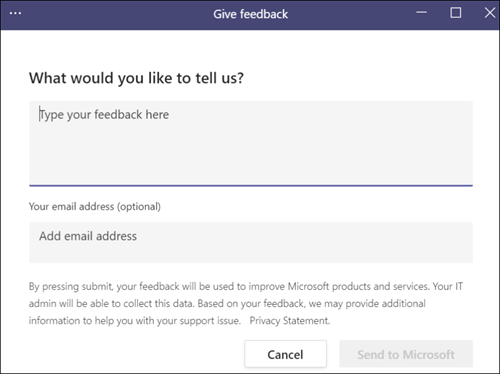 Give feedback
What would you like to tell us?
Type your feedback here
Your email address (optional)
Add email address
By pressing submit, your feedback will be used to improve Microsoft products and services. Your IT
admin will be able to collect this data. Based on your feedback, we may provide additional
information to help you with your support issue. Privacy Statement.
Cancel
Send to Microsoft